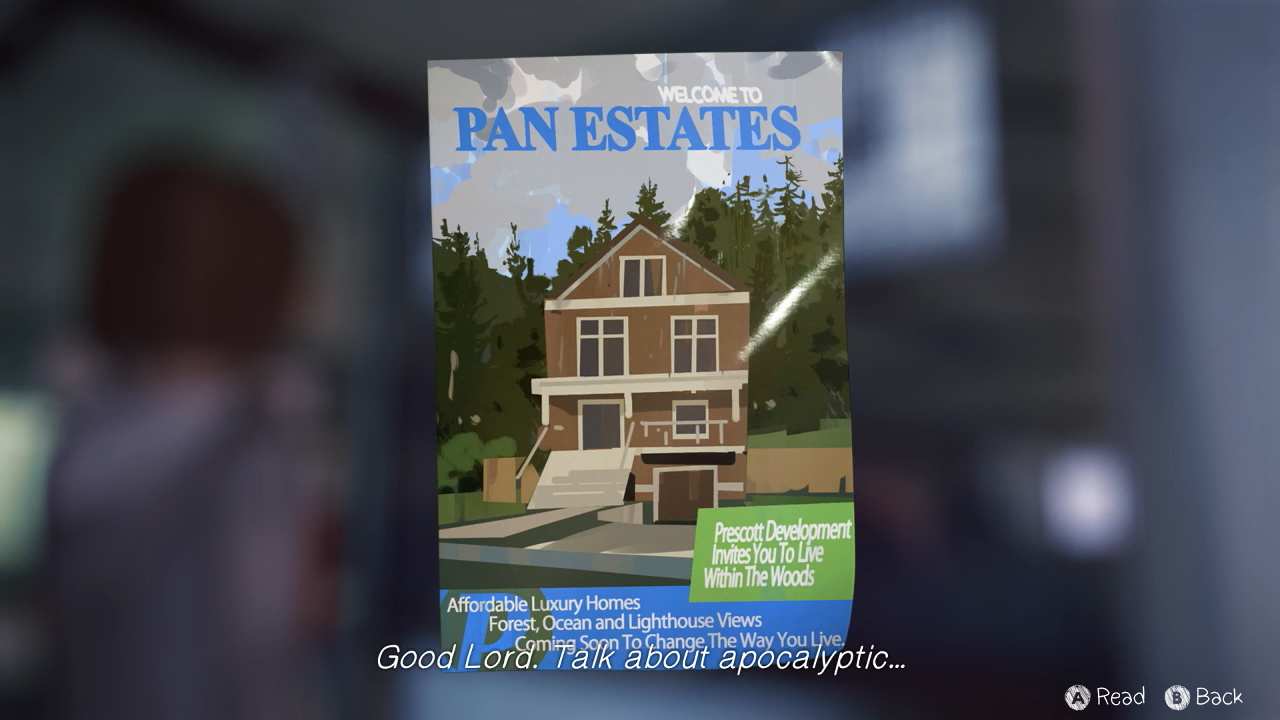 WELCOME TO
PAN ESTATES
Prescott Development
Invites You To Live
Within The Woods
Affordable Luxury Homes
Forest, Ocean and Lighthouse Views
Coming Soon To Change The Way You Live.
P
Good Lord. Talk about apocalyptic...
A Read B Back